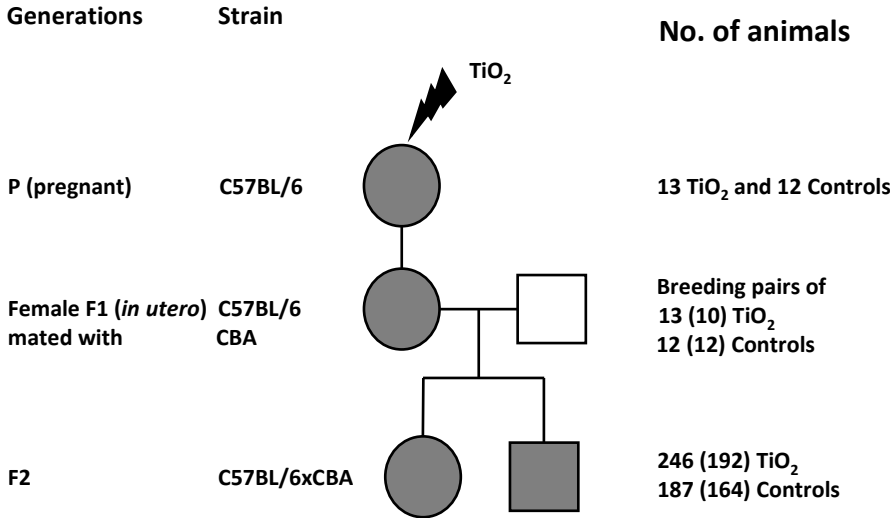 Generations Strain No. of animals
TiO₂
P (pregnant) C57BL/6 13 TiO₂ and 12 Controls
Female F1 (in utero) C57BL/6
mated with CBA
Breeding pairs of
13 (10) TiO₂
12 (12) Controls
F2 C57BL/6xCBA
246 (192) TiO₂
187 (164) Controls